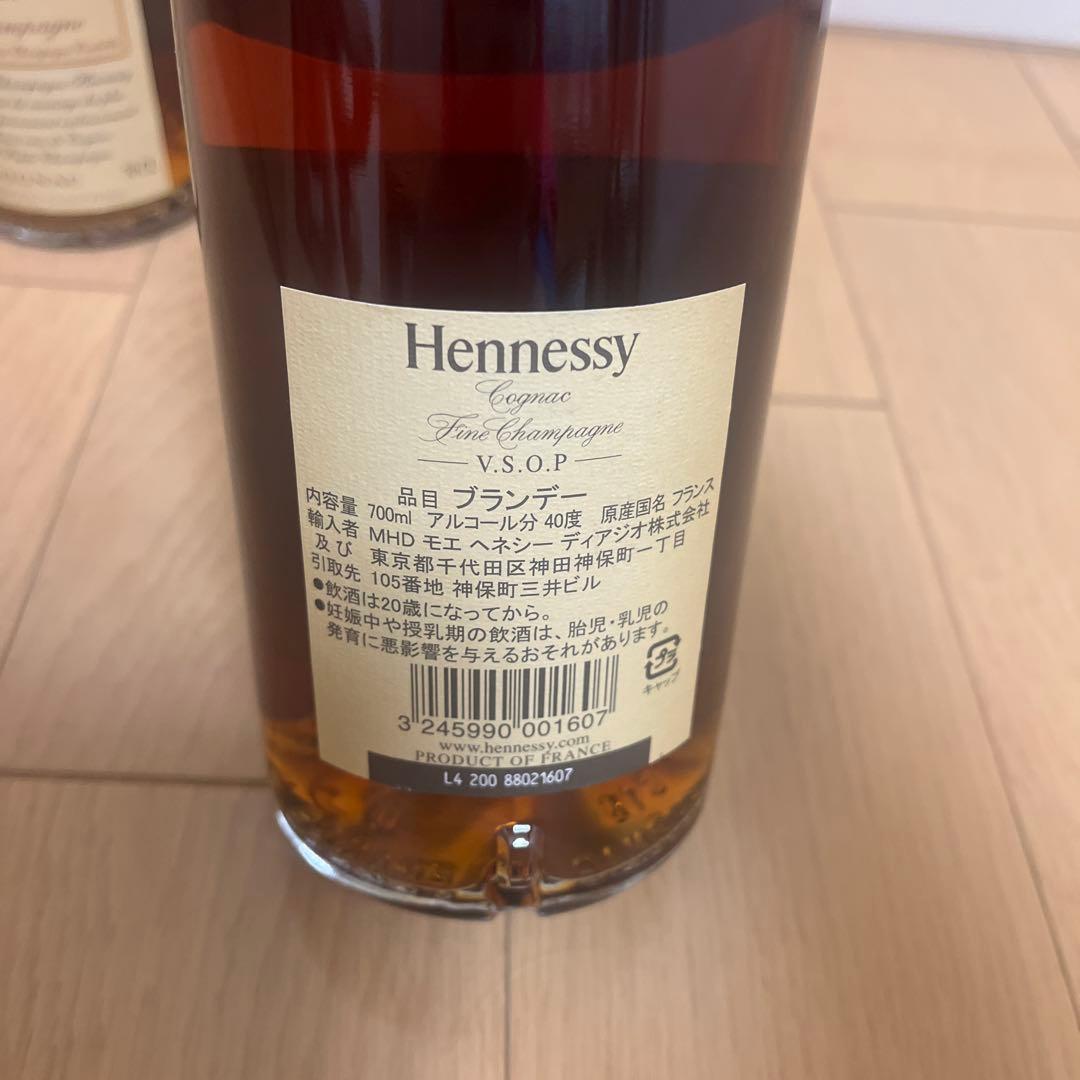 Champagne
Hennessy
Cognac
Fine Champagne
V.S.O.P
品目 ブランデー
内容量 700ml アルコール分 40度 原産国名 フランス
輸入者 MHD モエ ヘネシー ディアジオ株式会社
及び 東京都千代田区神田神保町一丁目
引取先 105番地 神保町三井ビル
●飲酒は20歳になってから。
●妊娠中や授乳期の飲酒は、胎児・乳児の
発育に悪影響を与えるおそれがあります。
プラ
キャップ
3 245990 001607
www.hennessy.com
PRODUCT OF FRANCE
L4 200 88021607